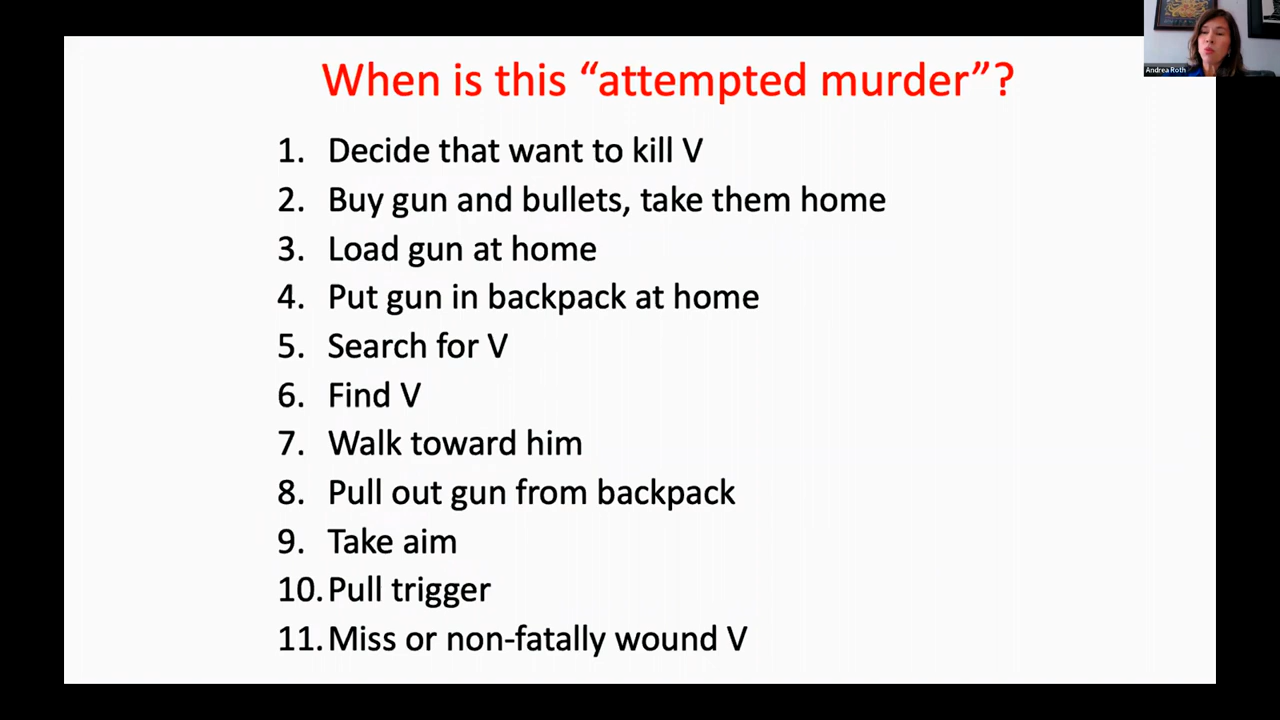 Andrea Roth
When is this “attempted murder”?
1. Decide that want to kill V
2. Buy gun and bullets, take them home
3. Load gun at home
4. Put gun in backpack at home
5. Search for V
6. Find V
7. Walk toward him
8. Pull out gun from backpack
9. Take aim
10. Pull trigger
11. Miss or non-fatally wound V